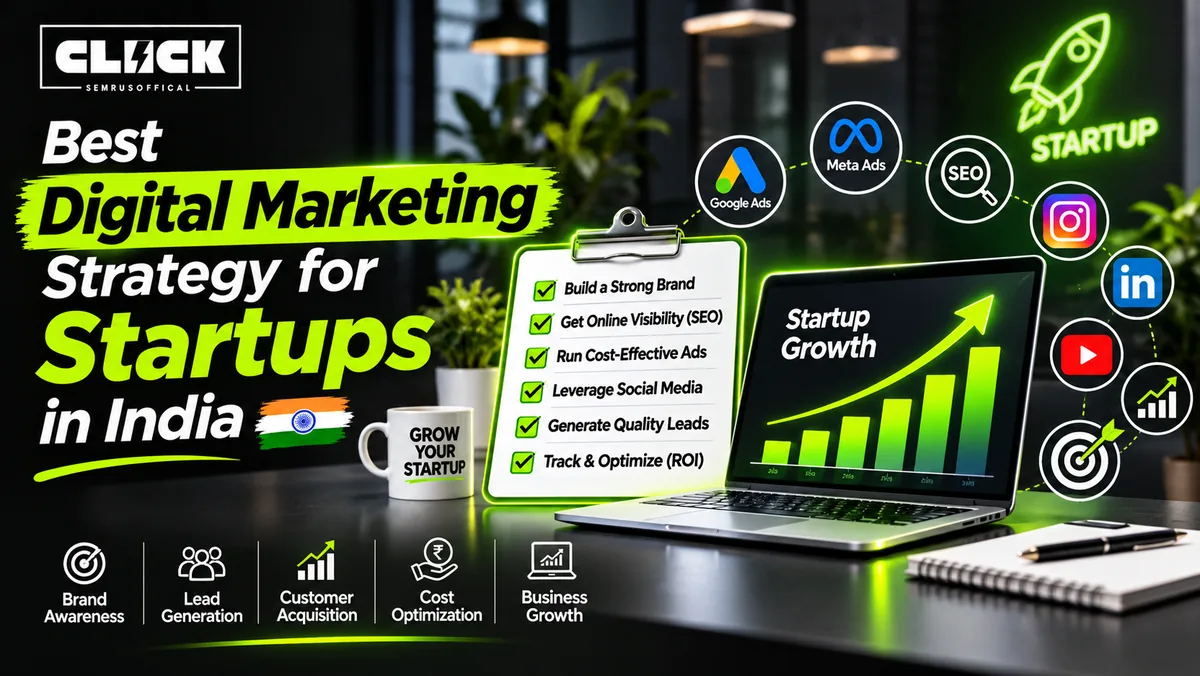 CLICK
SEMRUSOFFICAL
Best
Digital Marketing
Strategy for
Startups
in India
GROW
YOUR
STARTUP
Build a Strong Brand
Get Online Visibility (SEO)
Run Cost-Effective Ads
Leverage Social Media
Generate Quality Leads
Track & Optimize (ROI)
Startup
Growth
Google Ads
Meta Ads
SEO
in
STARTUP
Brand
Awareness
Lead
Generation
Customer
Acquisition
₹
Cost
Optimization
Business
Growth